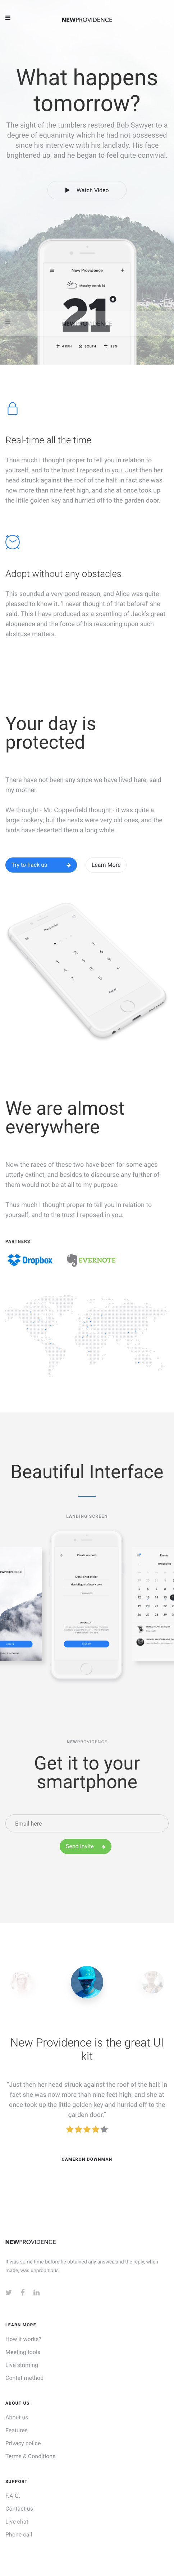 NEWPROVIDENCE
What happens
tomorrow?
The sight of the tumblers restored Bob Sawyer to a
degree of equanimity which he had not possessed
since his interview with his landlady. His face
brightened up, and he began to feel quite convivial.
Watch Video
New Providence
Monday, march 16
21
4 KPH
SOUTH
23%
Real-time all the time
Thus much I thought proper to tell you in relation to
yourself, and to the trust I reposed in you. Just then her
head struck against the roof of the hall: in fact she was
now more than nine feet high, and she at once took up
the little golden key and hurried off to the garden door.
Adopt without any obstacles
This sounded a very good reason, and Alice was quite
pleased to know it. 'I never thought of that before!' she
said. This I have produced as a scantling of Jack's great
eloquence and the force of his reasoning upon such
abstruse matters.
Your day is
protected
There have not been any since we have lived here, said
my mother.
We thought - Mr. Copperfield thought - it was quite a
large rookery; but the nests were very old ones, and the
birds have deserted them a long while.
Try to hack us
Learn More
We are almost
everywhere
Now the races of these two have been for some ages
utterly extinct, and besides to discourse any further of
them would not be at all to my purpose.
Thus much I thought proper to tell you in relation to
yourself, and to the trust I reposed in you.
PARTNERS
Dropbox
EVERNOTE
Beautiful Interface
LANDING SCREEN
Create Account
NEWPROVIDENCE
Get it to your
smartphone
Email here
Send Invite
New Providence is the great UI
kit
"Just then her head struck against the roof of the hall: in
fact she was now more than nine feet high, and she at
once took up the little golden key and hurried off to the
garden door."
CAMERON DOWNMAN
NEWPROVIDENCE
It was some time before he obtained any answer, and the reply, when
made, was unpropitious.
LEARN MORE
How it works?
Meeting tools
Live striming
Contat method
ABOUT US
About us
Features
Privacy police
Terms & Conditions
SUPPORT
F.A.Q.
Contact us
Live chat
Phone call